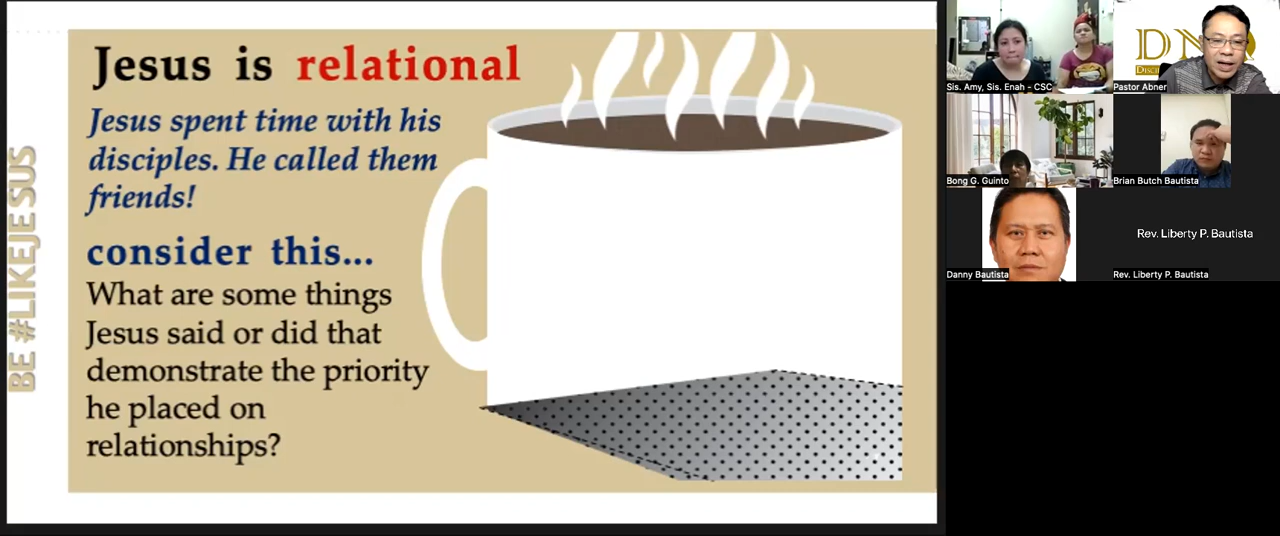 BE #LIKEJESUS
Jesus is relational
Jesus spent time with his
disciples. He called them
friends!
consider this...
What are some things
Jesus said or did that
demonstrate the priority
he placed on
relationships?
Sis. Amy, Sis. Enah - CSC
Pastor Abner
Bong G. Guinto
Brian Butch Bautista
Danny Bautista
Rev. Liberty P. Bautista
Rev. Liberty P. Bautista